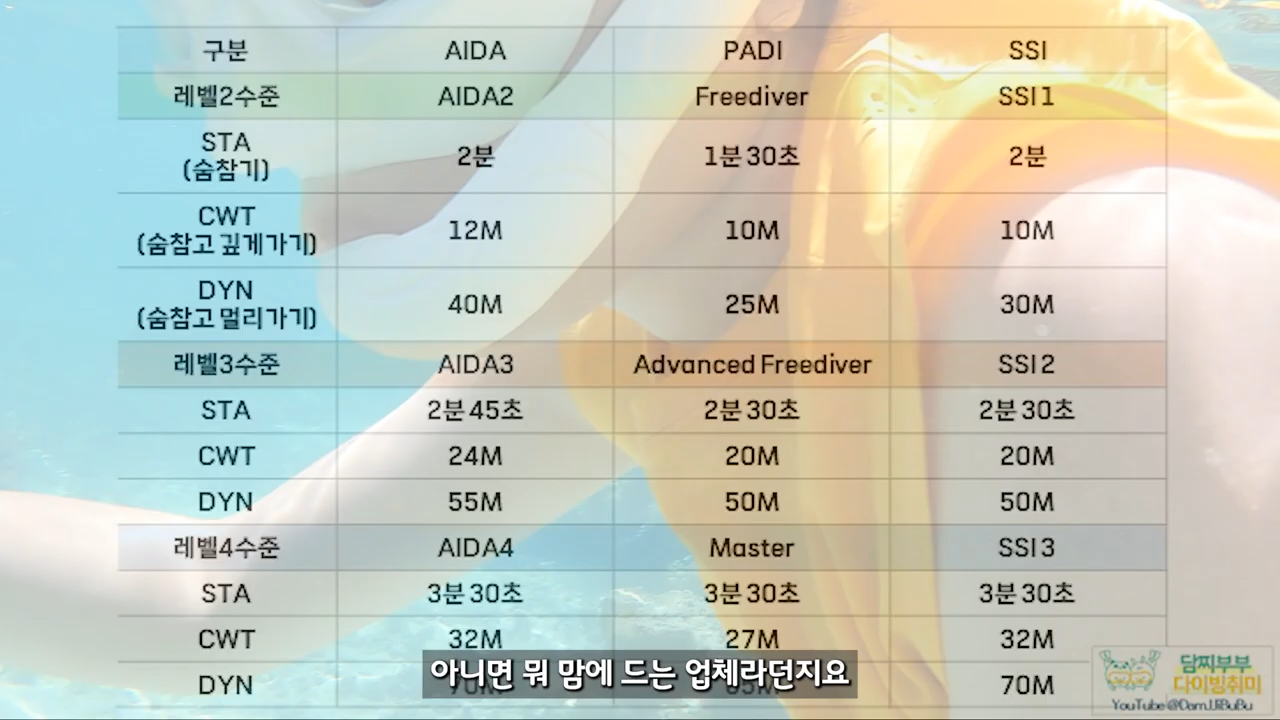 구분 AIDA PADI SSI
레벨2수준 AIDA2 Freediver SSI 1
STA
(숨참기) 2분 1분 30초 2분
CWT
(숨참고 깊게가기) 12M 10M 10M
DYN
(숨참고 멀리가기) 40M 25M 30M
레벨3수준 AIDA3 Advanced Freediver SSI 2
STA 2분 45초 2분 30초 2분 30초
CWT 24M 20M 20M
DYN 55M 50M 50M
레벨4수준 AIDA4 Master SSI 3
STA 3분 30초 3분 30초 3분 30초
CWT 32M 27M 32M
아니면 뭐 맘에 드는 업체라던지요
DYN 70M
담찌부부
다이빙취미